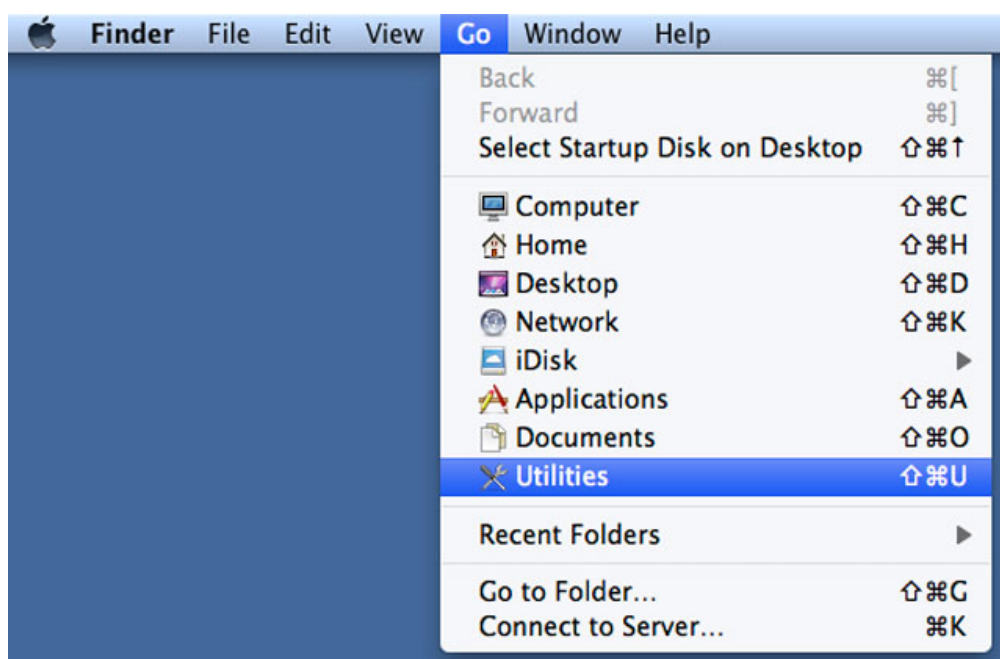 Finder File Edit View Go Window Help
Back ⌘[
Forward ⌘]
Select Startup Disk on Desktop ⇧⌘↑
Computer ⇧⌘C
Home ⇧⌘H
Desktop ⇧⌘D
Network ⇧⌘K
iDisk ▶
Applications ⇧⌘A
Documents ⇧⌘O
Utilities ⇧⌘U
Recent Folders ▶
Go to Folder... ⇧⌘G
Connect to Server... ⌘K